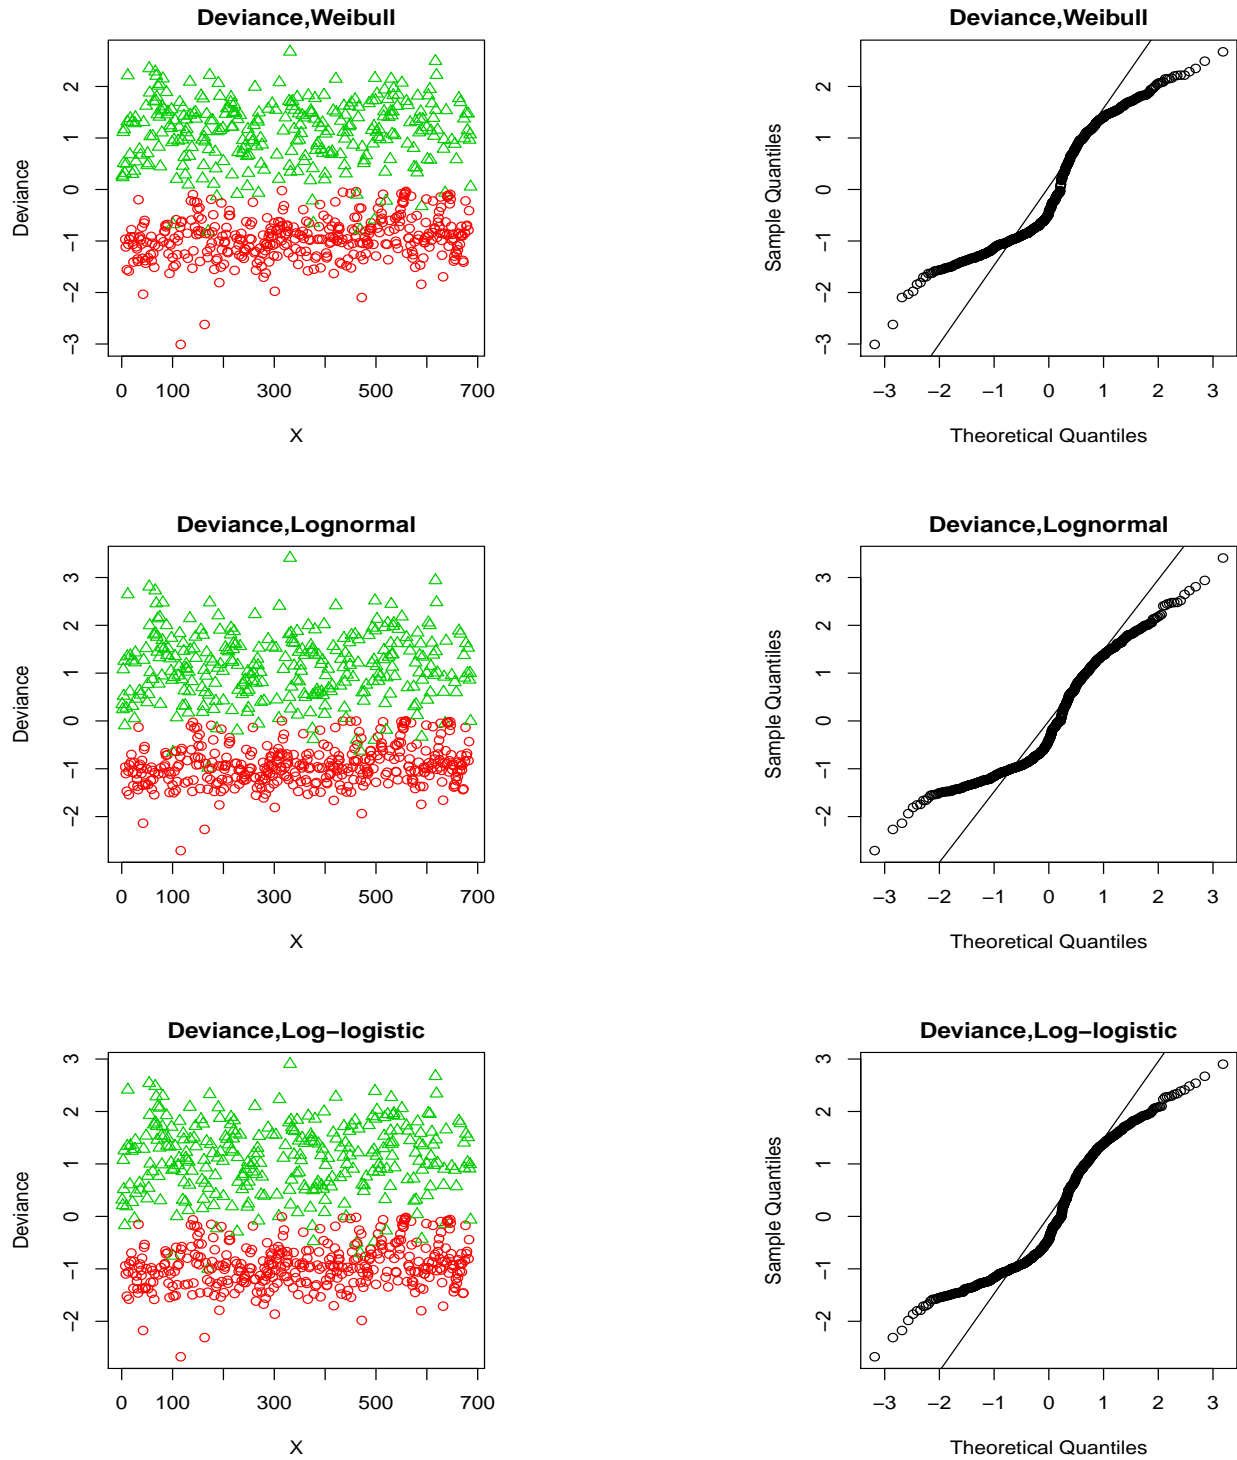 Deviance,Weibull
Deviance
2
1
0
−1
−2
−3
0 100 300 500 700
X
Deviance,Weibull
Sample Quantiles
2
1
0
−1
−2
−3
−3 −2 −1 0 1 2 3
Theoretical Quantiles
Deviance,Lognormal
Deviance
3
2
1
0
−1
−2
0 100 300 500 700
X
Deviance,Lognormal
Sample Quantiles
3
2
1
0
−1
−2
−3 −2 −1 0 1 2 3
Theoretical Quantiles
Deviance,Log−logistic
Deviance
3
2
1
0
−1
−2
0 100 300 500 700
X
Deviance,Log−logistic
Sample Quantiles
3
2
1
0
−1
−2
−3 −2 −1 0 1 2 3
Theoretical Quantiles